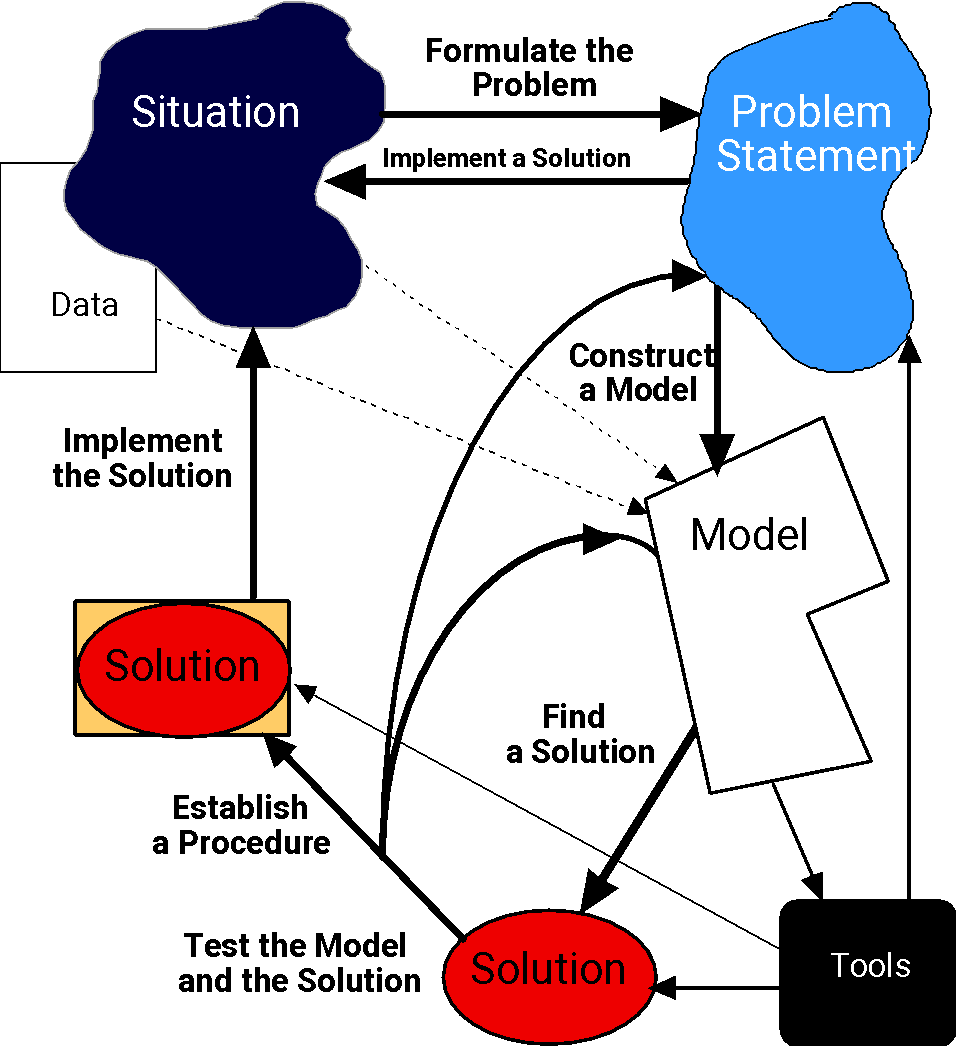 Formulate the
Problem
Situation
Problem
Statement
Implement a Solution
Data
Construct
a Model
Implement
the Solution
Model
Solution
Find
a Solution
Establish
a Procedure
Test the Model
and the Solution
Solution
Tools